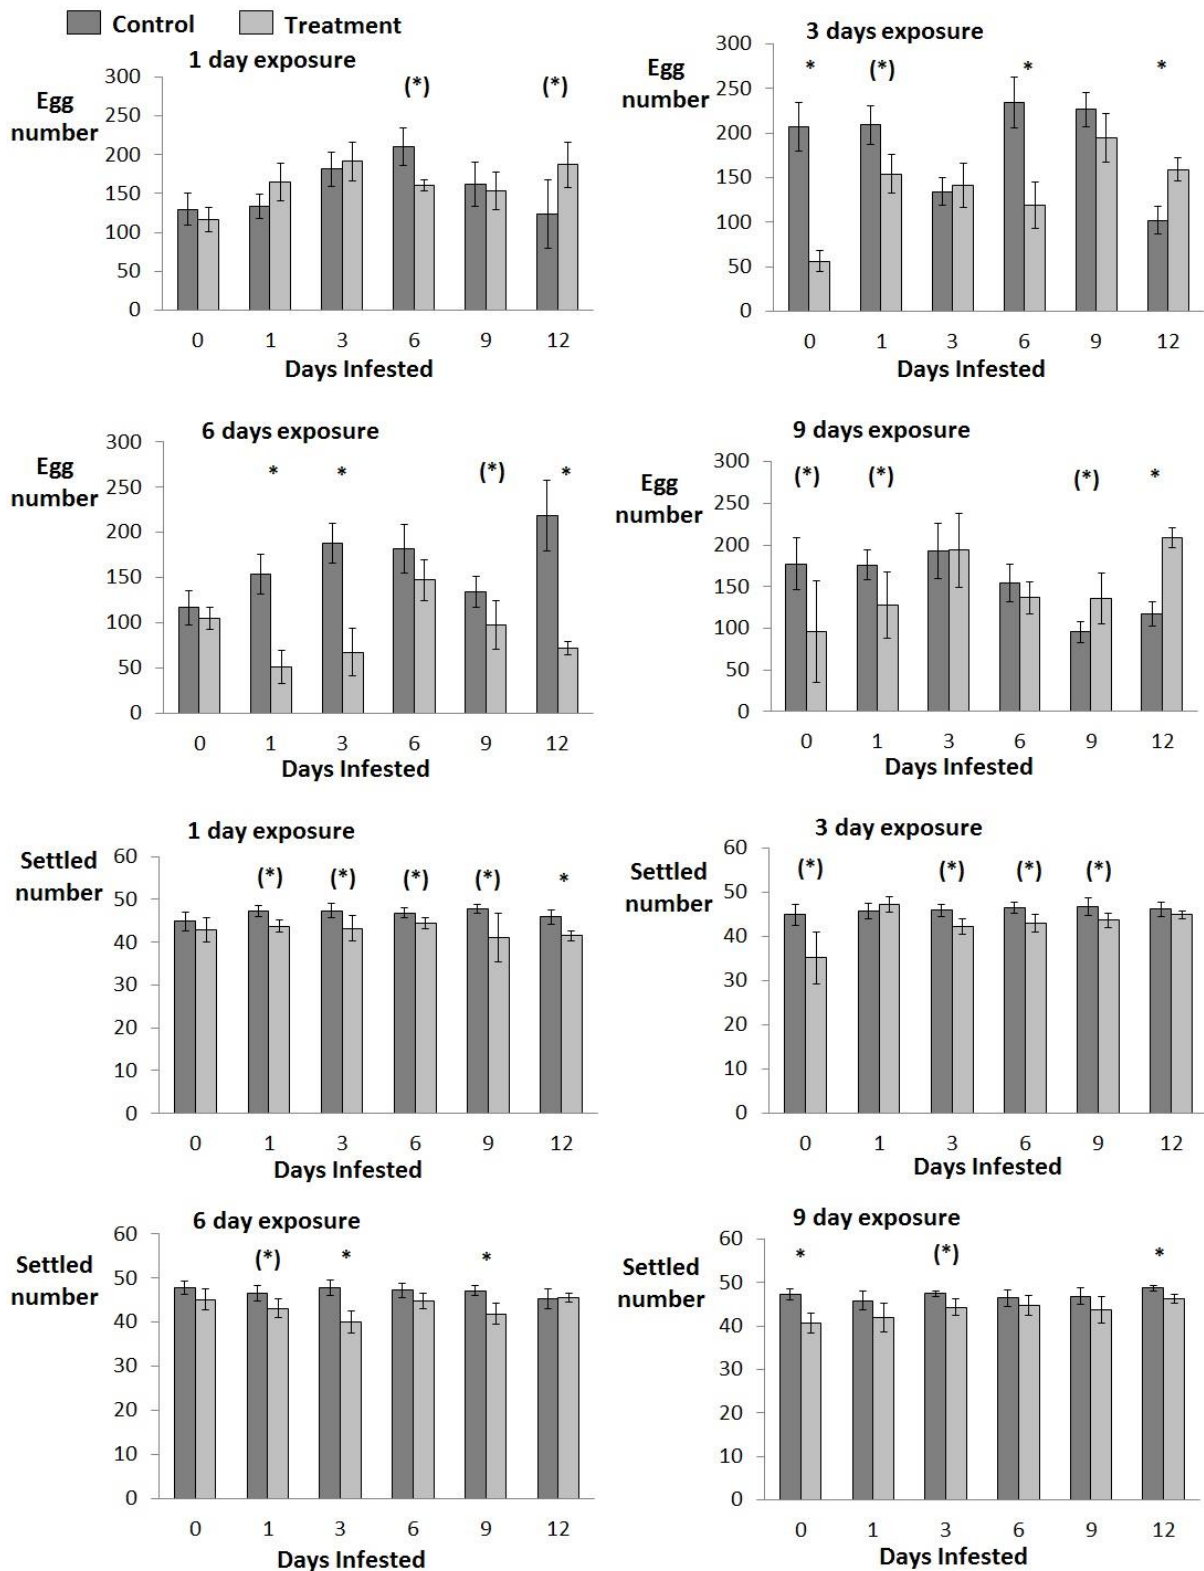 Control Treatment
1 day exposure
Egg
number
(*) (*)
300
250
200
150
100
50
0
0 1 3 6 9 12
Days Infested
3 days exposure
Egg
number
* (*) * *
300
250
200
150
100
50
0
0 1 3 6 9 12
Days Infested
6 days exposure
Egg
number
* * (*) *
300
250
200
150
100
50
0
0 1 3 6 9 12
Days Infested
9 days exposure
Egg
number
(*) (*) (*) *
300
250
200
150
100
50
0
0 1 3 6 9 12
Days Infested
1 day exposure
Settled
number
(*) (*) (*) (*) *
60
50
40
30
20
10
0
0 1 3 6 9 12
Days Infested
3 day exposure
Settled
number
(*) (*) (*) (*)
60
50
40
30
20
10
0
0 1 3 6 9 12
Days Infested
6 day exposure
Settled
number
(*) * *
60
50
40
30
20
10
0
0 1 3 6 9 12
Days Infested
9 day exposure
Settled
number
* (*) *
60
50
40
30
20
10
0
0 1 3 6 9 12
Days Infested